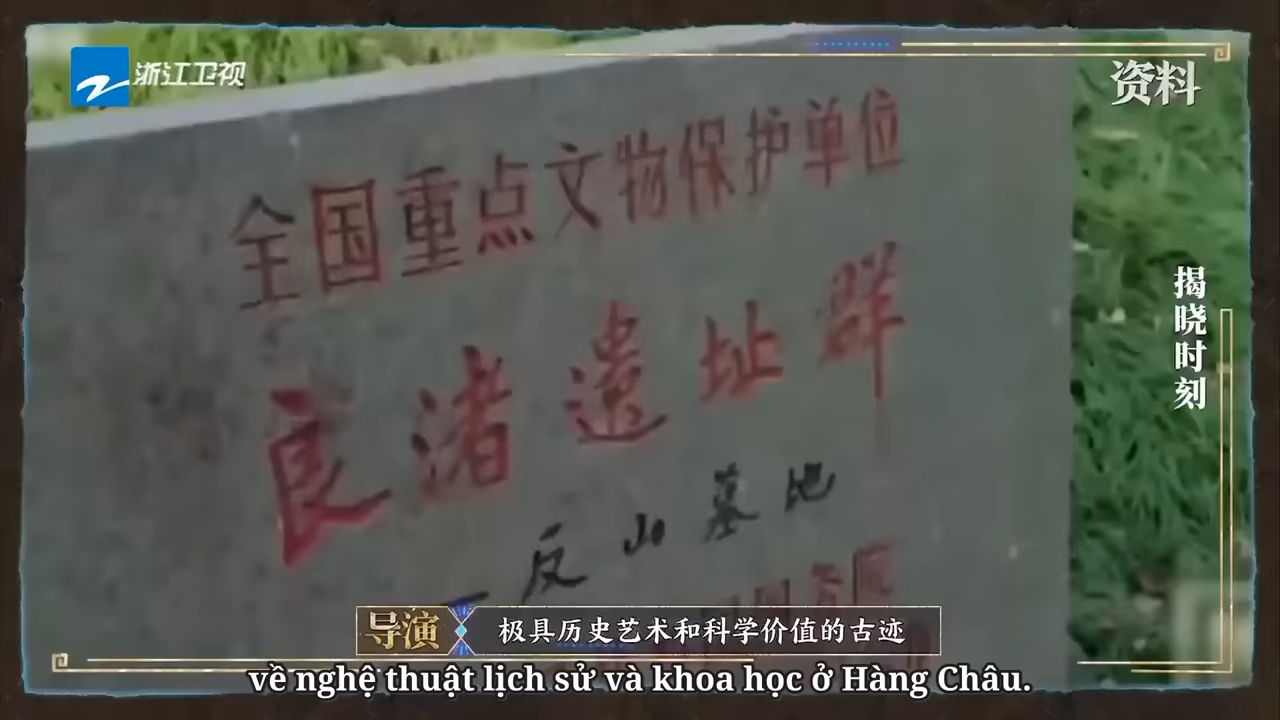 浙江卫视
资料
全国重点文物保护单位
良渚遗址群
一反山墓地
揭晓时刻
导演
极具历史艺术和科学价值的古迹
về nghệ thuật lịch sử và khoa học ở Hàng Châu.